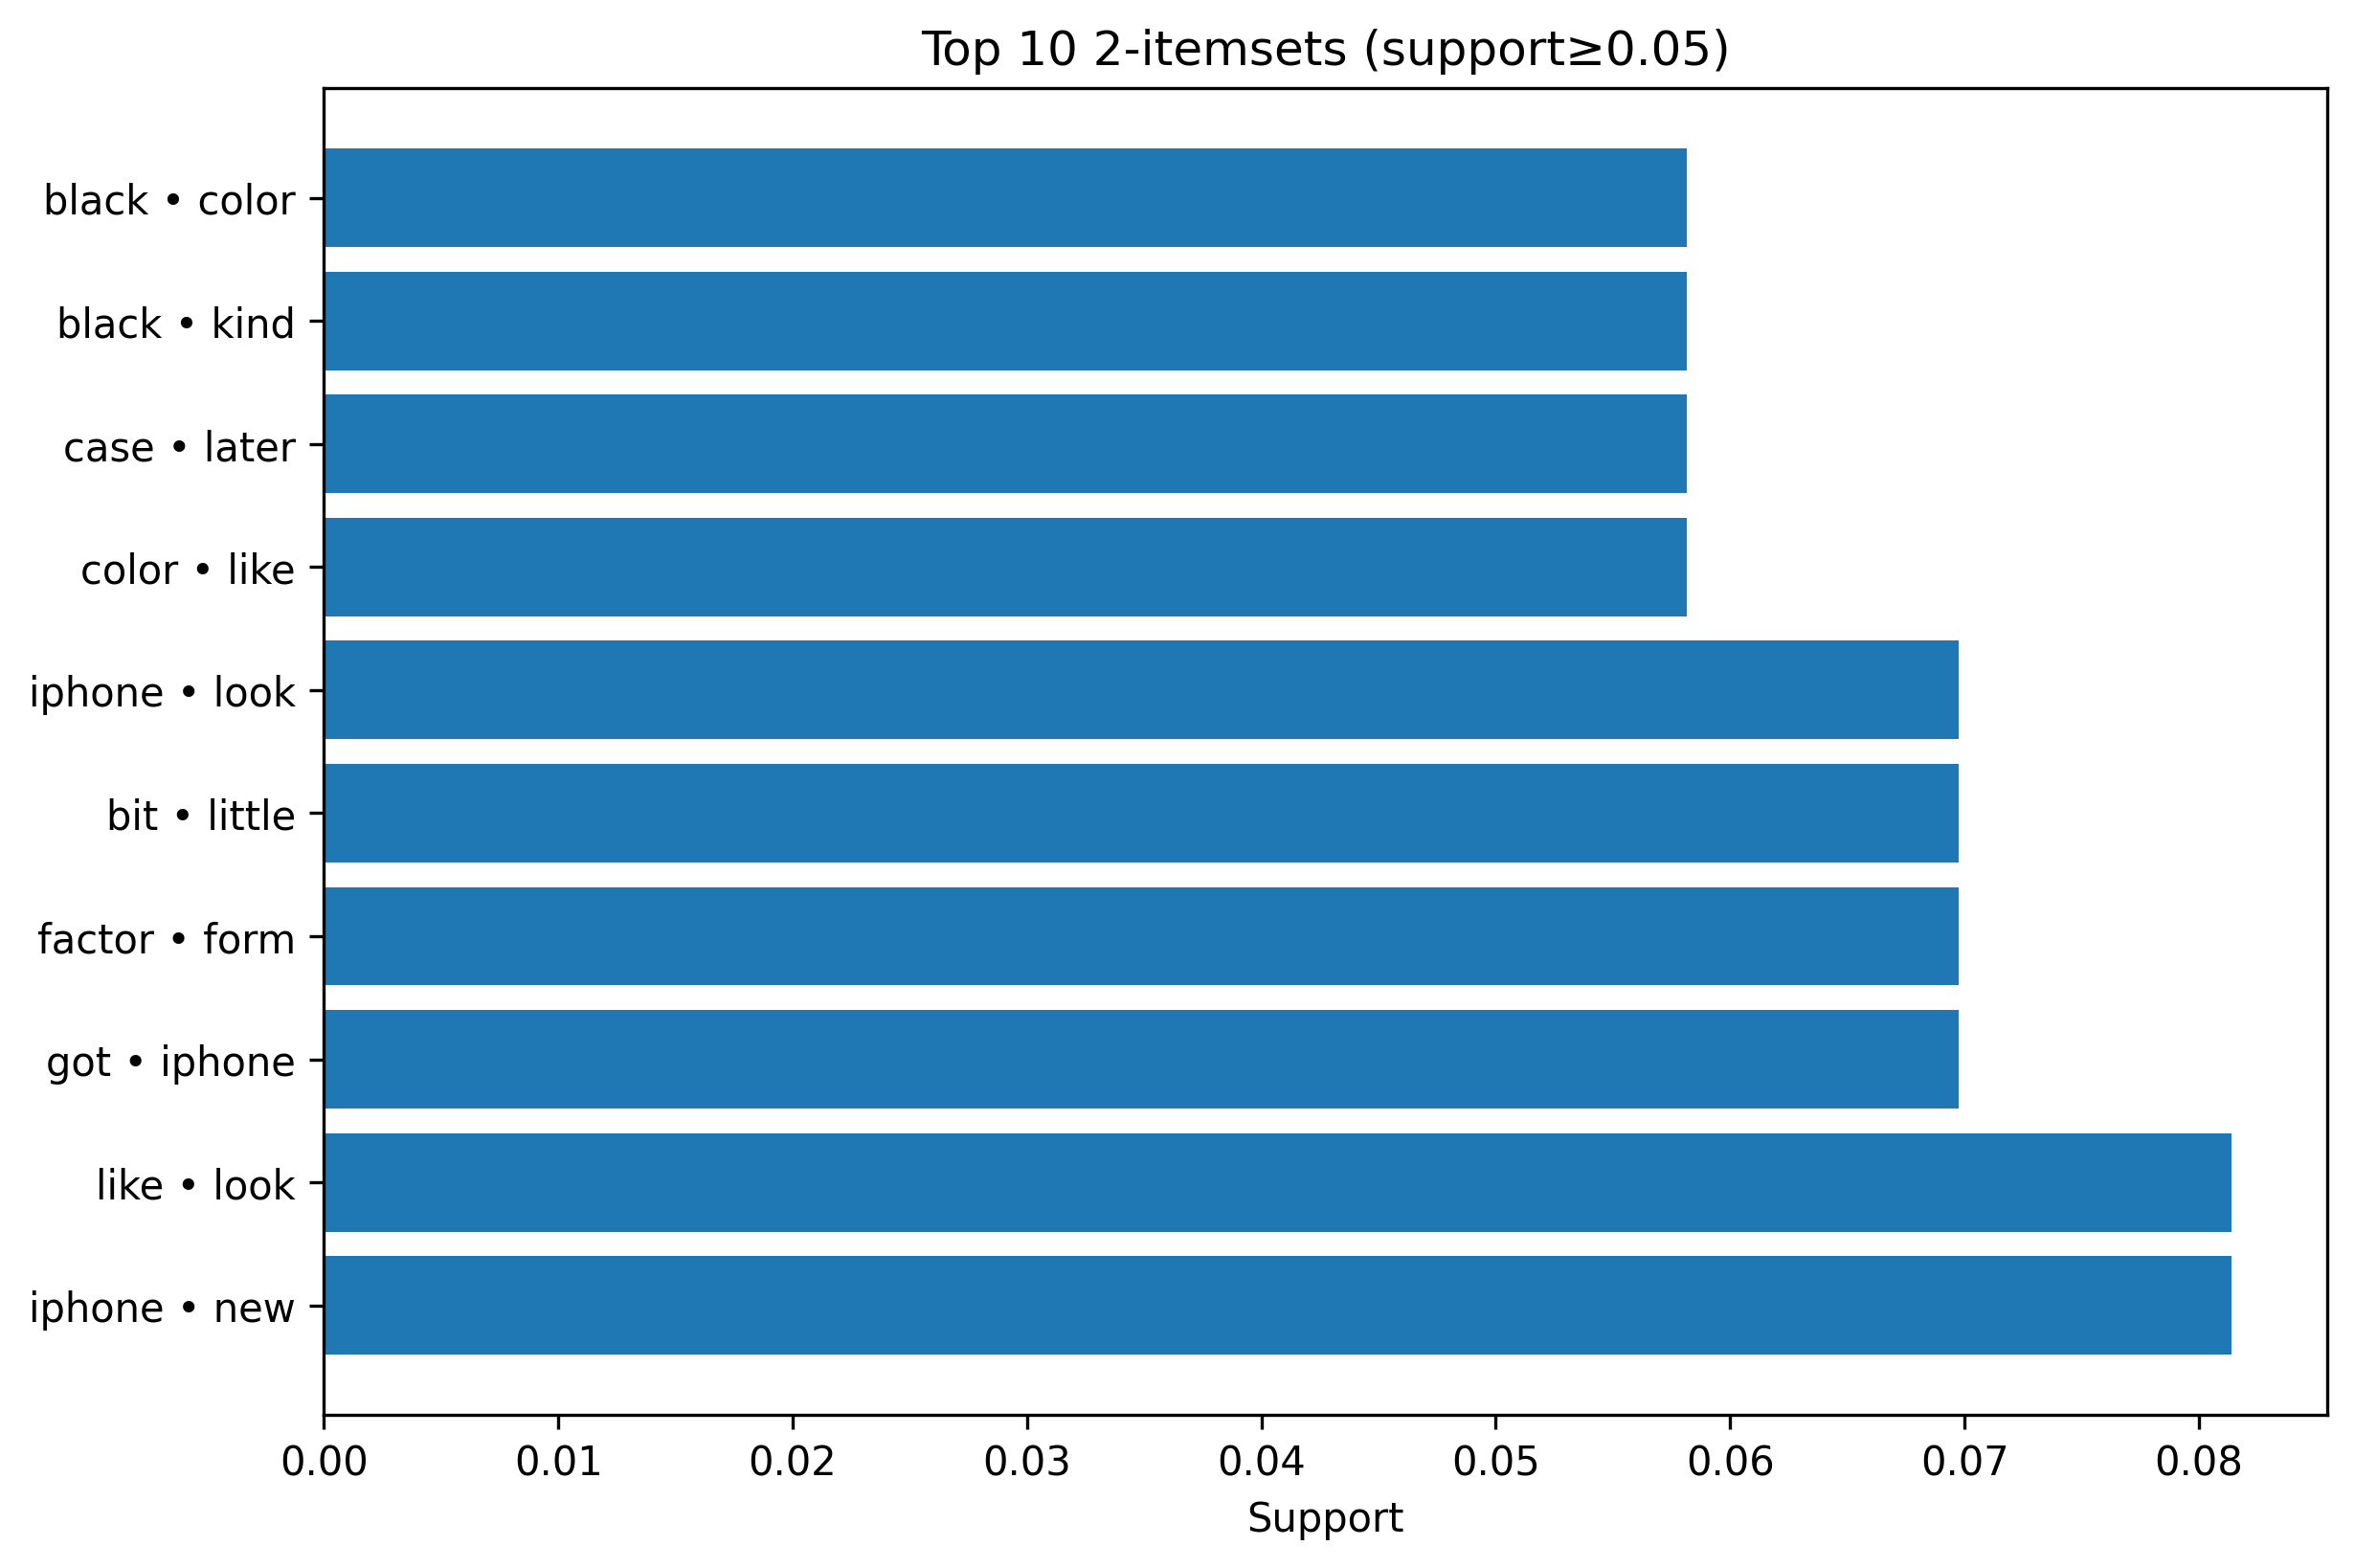 Top 10 2-itemsets (support≥0.05)
black • color
black • kind
case • later
color • like
iphone • look
bit • little
factor • form
got • iphone
like • look
iphone • new
0.00 0.01 0.02 0.03 0.04 0.05 0.06 0.07 0.08
Support